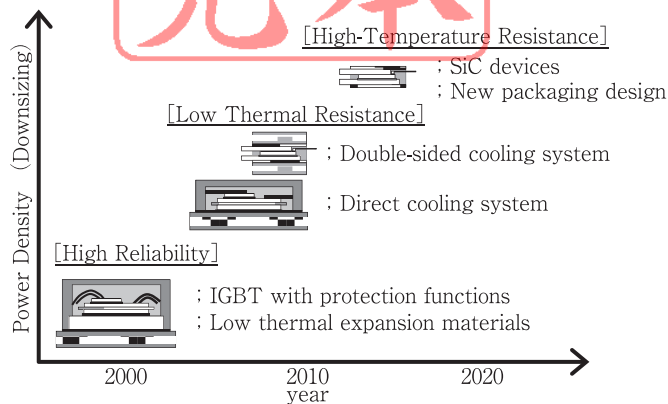 [High-Temperature Resistance]
; SiC devices
; New packaging design
[Low Thermal Resistance]
; Double-sided cooling system
; Direct cooling system
[High Reliability]
; IGBT with protection functions
; Low thermal expansion materials
Power Density (Downsizing)
2000 2010 2020
year